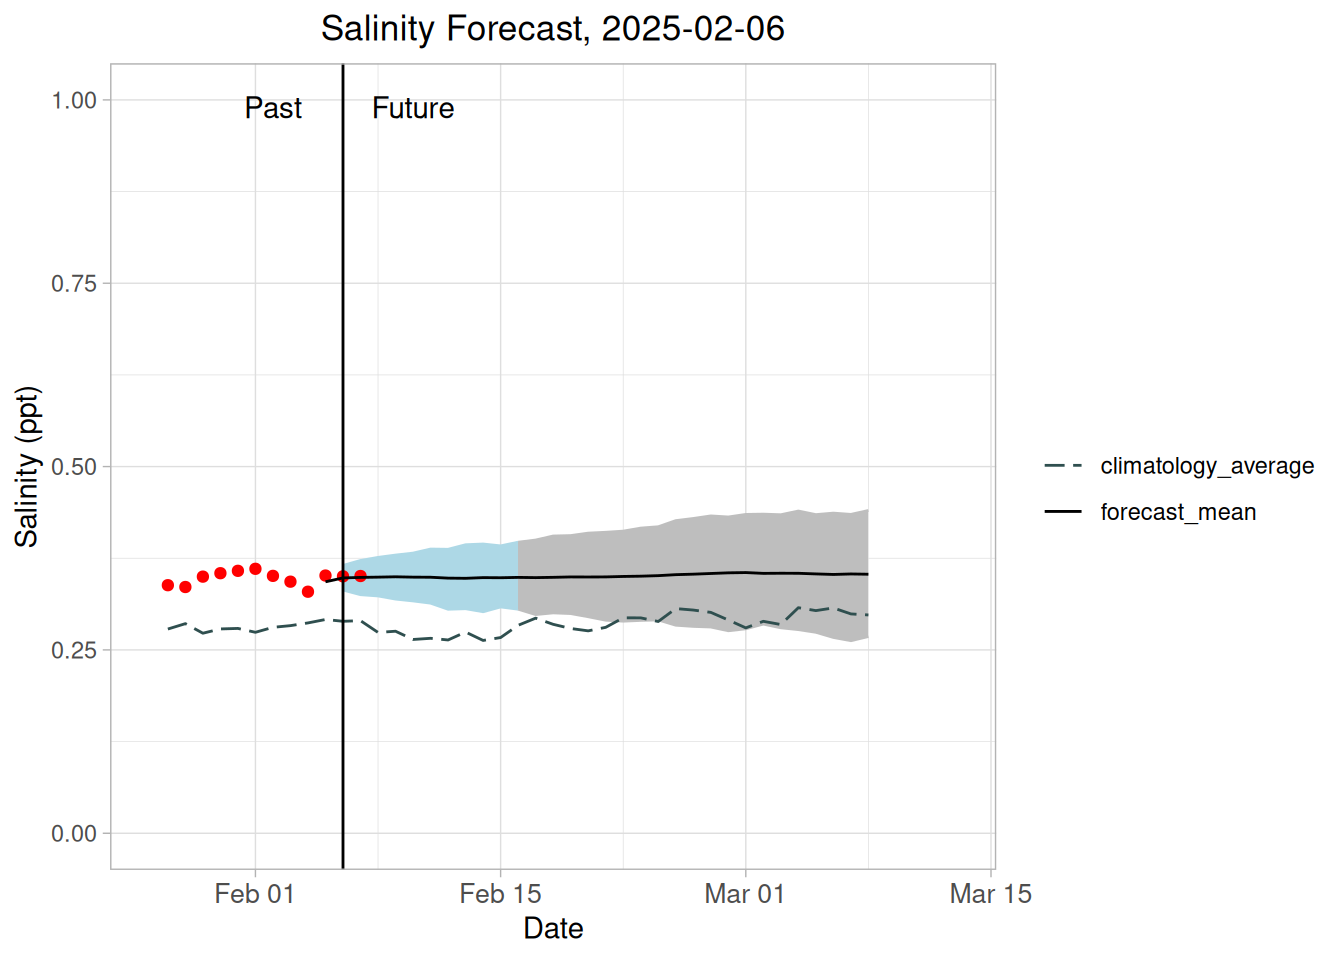 Salinity Forecast, 2025-02-06
Past
Future
1.00
0.75
0.50
0.25
0.00
Salinity (ppt)
Feb 01
Feb 15
Mar 01
Mar 15
Date
climatology_average
forecast_mean